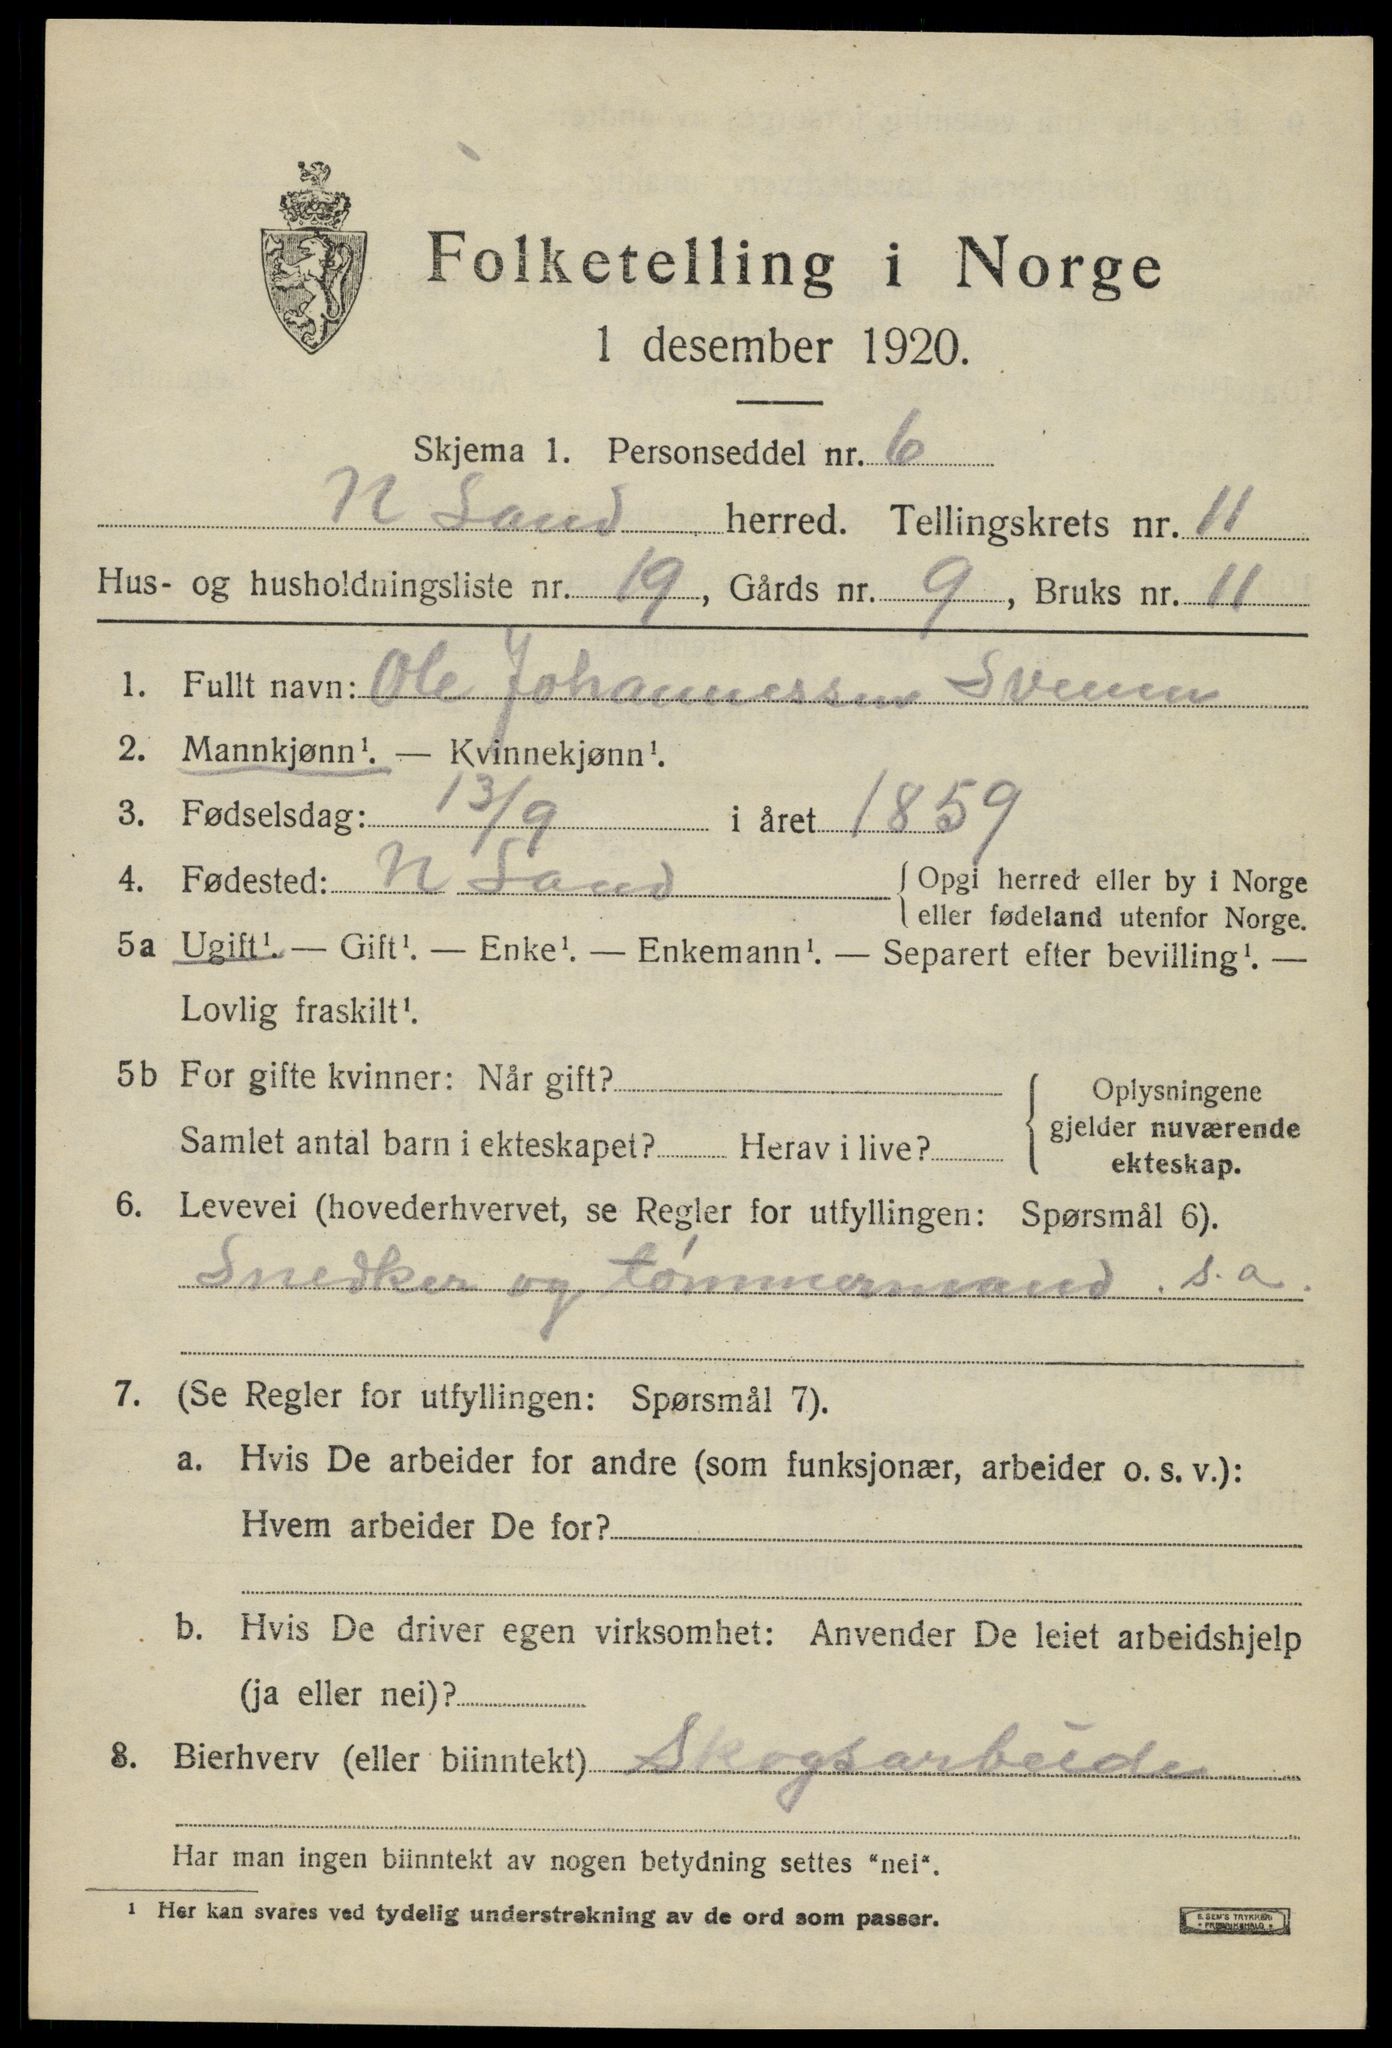 Folketelling i Norge
1 desember 1920.
Skjema 1. Personseddel nr. 6
N Land herred. Tellingskrets nr. 11
Hus- og husholdningsliste nr. 19, Gårds nr. 9, Bruks nr. 11
1. Fullt navn: Ole Johannessen
2. Mannkjønn¹. — Kvinnekjønn¹.
3. Fødselsdag: 13/9 i året 1859
4. Fødested: N Land { Opgi herred eller by i Norge
eller fødeland utenfor Norge.
5a Ugift¹. — Gift¹. — Enke¹. — Enkemann¹. — Separert efter bevilling¹. —
Lovlig fraskilt¹.
5b For gifte kvinner: Når gift?
Samlet antal barn i ekteskapet? Herav i live?
{ Oplysningene
gjelder nuværende
ekteskap.
6. Levevei (hovederhvervet, se Regler for utfyllingen: Spørsmål 6).
Snedker og tømmermand. s.a.
7. (Se Regler for utfyllingen: Spørsmål 7).
a. Hvis De arbeider for andre (som funksjonær, arbeider o. s. v.):
Hvem arbeider De for?
b. Hvis De driver egen virksomhet: Anvender De leiet arbeidshjelp
(ja eller nei)?
8. Bierhverv (eller biinntekt) Skogsarbeide
Har man ingen biinntekt av nogen betydning settes "nei".
¹ Her kan svares ved tydelig understrekning av de ord som passer.
E. SEM'S TRYKKERI
* FREDRIKSHALD *